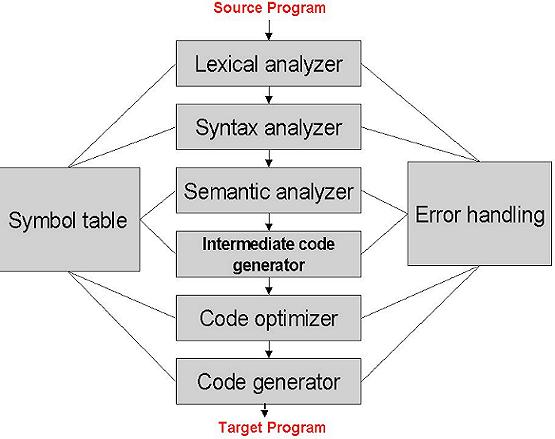 Source Program
Lexical analyzer
Syntax analyzer
Symbol table
Semantic analyzer
Error handling
Intermediate code
generator
Code optimizer
Code generator
Target Program